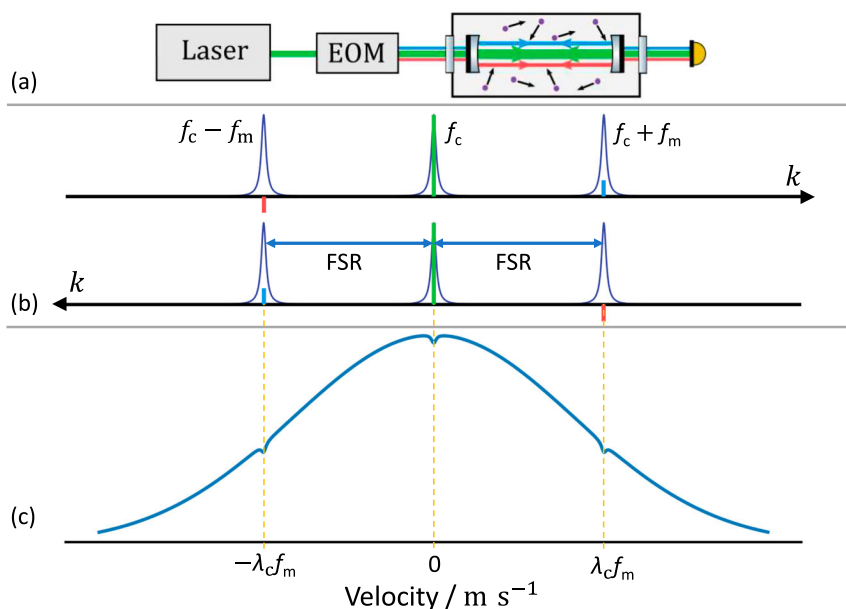 Laser
EOM
(a)
f_c − f_m
f_c
f_c + f_m
k
FSR
FSR
k
(b)
(c)
−λ_c f_m
0
λ_c f_m
Velocity / m s⁻¹